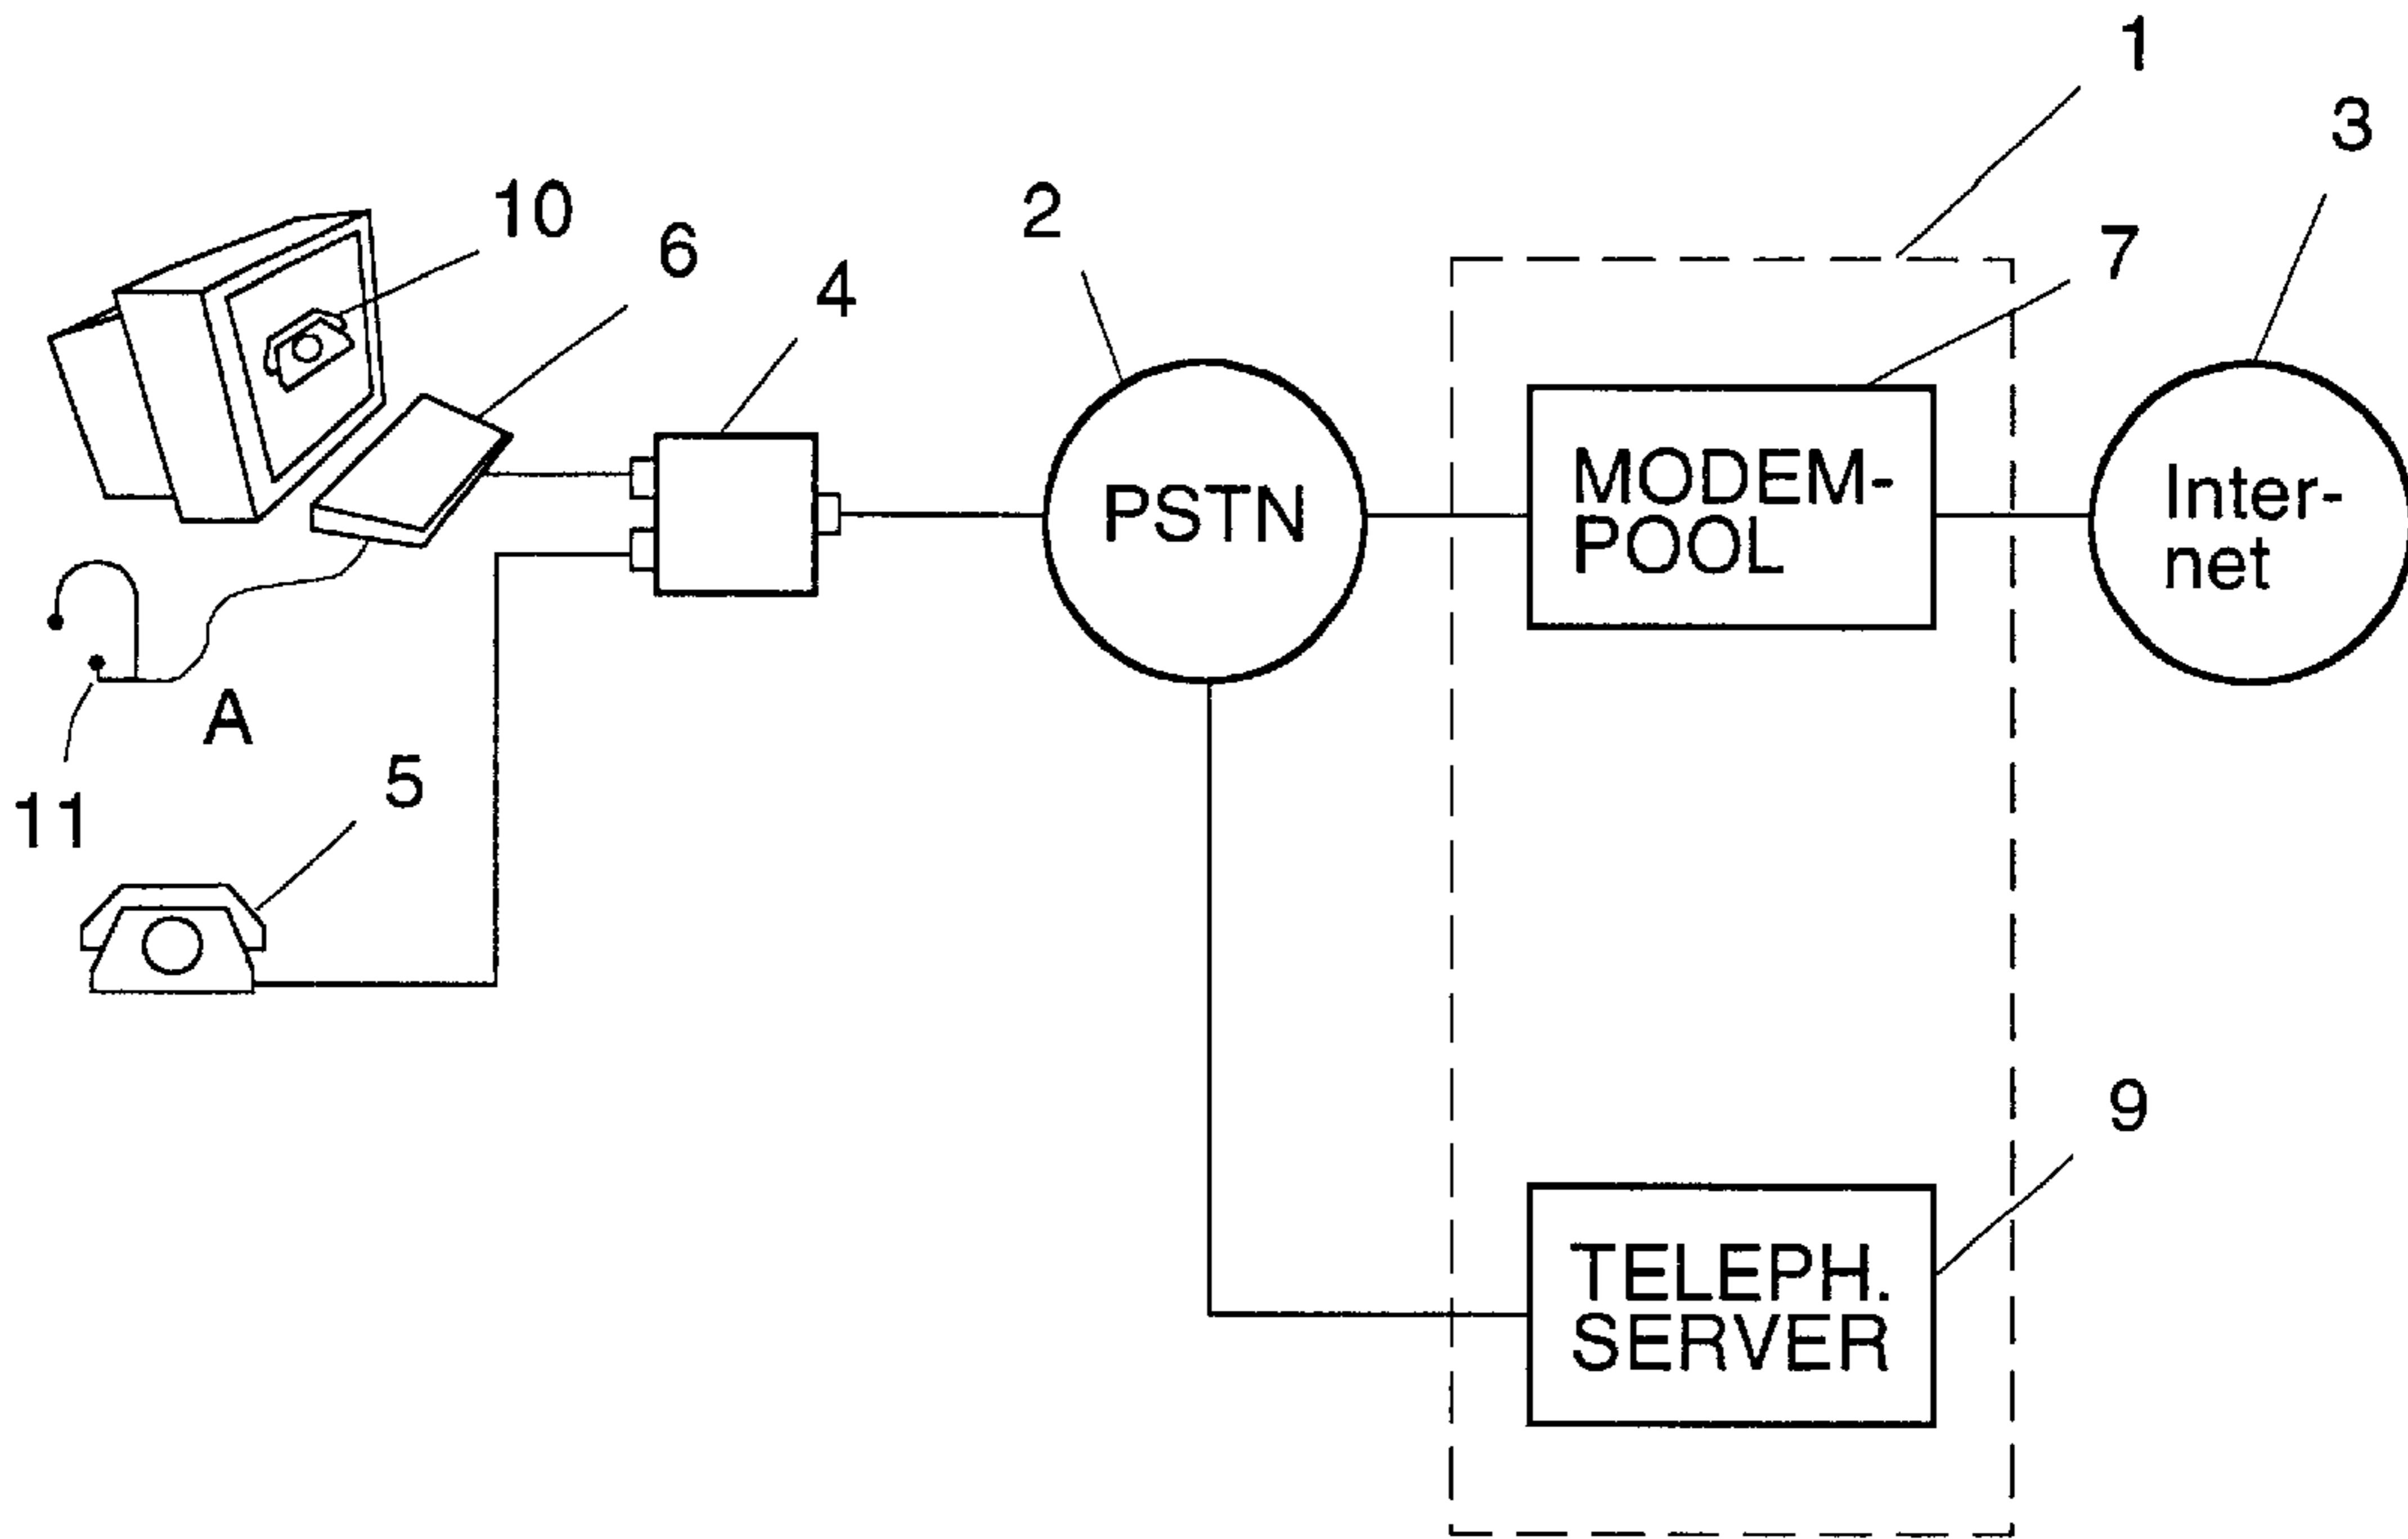 1
3
10
6
2
4
7
PSTN
MODEM-
POOL
Inter-
net
A
5
11
9
TELEPH.
SERVER